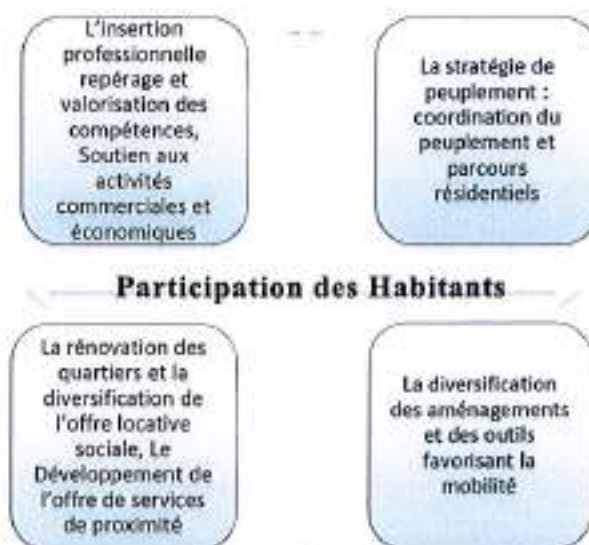 L'insertion
professionnelle
repérage et
valorisation des
compétences,
Soutien aux
activités
commerciales et
économiques
La stratégie de
peuplement :
coordination du
peuplement et
parcours
résidentiels
Participation des Habitants
La rénovation des
quartiers et la
diversification de
l'offre locative
sociale, Le
Développement de
l'offre de services
de proximité
La diversification
des aménagements
et des outils
favorisant la
mobilité